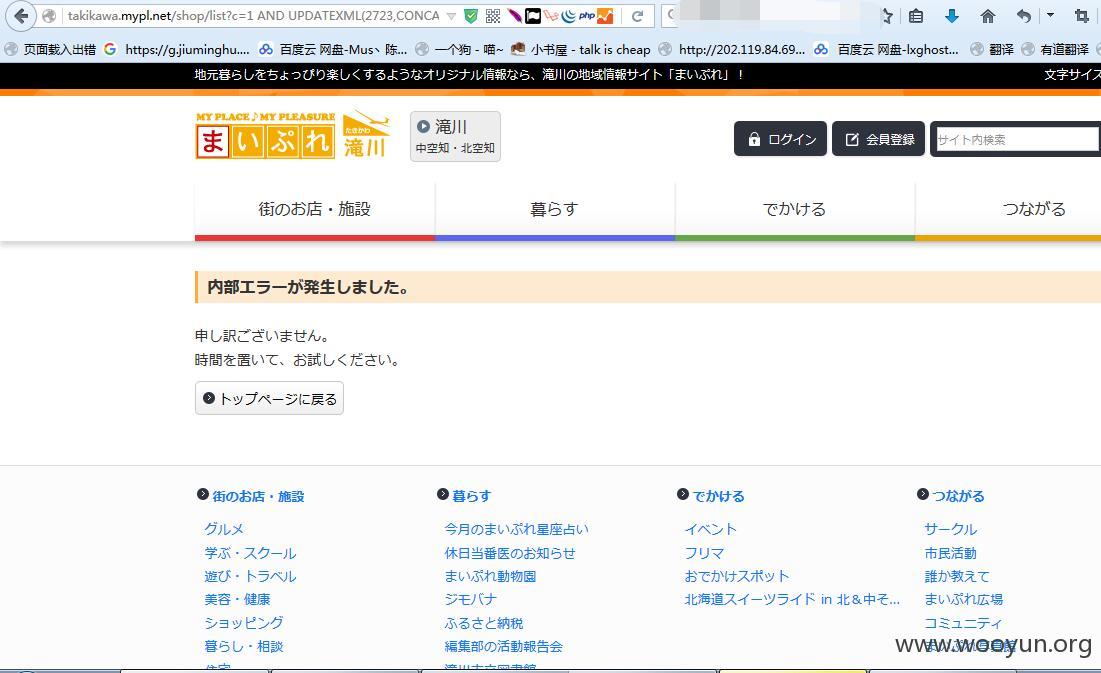 takikawa.mypl.net/shop/list?c=1 AND UPDATEXML(2723,CONCA
php
页面载入出错 https://g.jiuminghu.... 百度云 网盘-Mus丶陈... 一个狗 - 喵~ 小书屋 - talk is cheap http://202.119.84.69... 百度云 网盘-lxghost... 翻译 有道翻译
地元暮らしをちょっぴり楽しくするようなオリジナル情報なら、滝川の地域情報サイト「まいぷれ」！ 文字サイズ
MY PLACE♪MY PLEASURE
まいぷれ たきかわ 滝川
滝川
中空知・北空知
ログイン 会員登録 サイト内検索
街のお店・施設 暮らす でかける つながる
内部エラーが発生しました。
申し訳ございません。
時間を置いて、お試しください。
トップページに戻る
街のお店・施設 暮らす でかける つながる
グルメ 今月のまいぷれ星座占い イベント サークル
学ぶ・スクール 休日当番医のお知らせ フリマ 市民活動
遊び・トラベル まいぷれ動物園 おでかけスポット 誰か教えて
美容・健康 ジモバナ 北海道スイーツライド in 北＆中そ... まいぷれ広場
ショッピング ふるさと納税 コミュニティ
暮らし・相談 編集部の活動報告会
www.wooyun.org